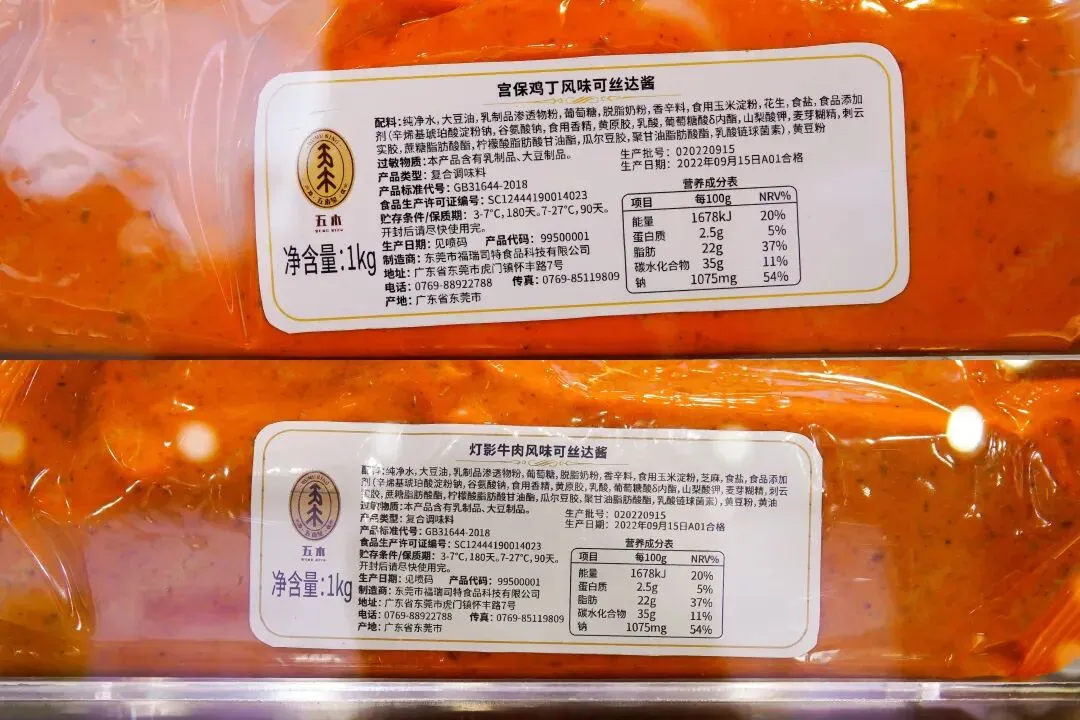 宫保鸡丁风味可丝达酱
配料:纯净水,大豆油,乳制品渗透物粉,葡萄糖,脱脂奶粉,香辛料,食用玉米淀粉,花生,食盐,食品添加
剂(辛烯基琥珀酸淀粉钠,谷氨酸钠,食用香精,黄原胶,乳酸,葡萄糖酸δ内酯,山梨酸钾,麦芽糊精,刺云
实胶,蔗糖脂肪酸酯,柠檬酸脂肪酸甘油酯,瓜尔豆胶,聚甘油脂肪酸酯,乳酸链球菌素),黄豆粉
过敏物质:本产品含有乳制品、大豆制品。
产品类型:复合调味料
产品标准代号:GB31644-2018
食品生产许可证编号:SC12444190014023
贮存条件/保质期:3-7℃,180天。7-27℃,90天。
开封后请尽快使用完。
生产日期:见喷码 产品代码:99500001
制造商:东莞市福瑞司特食品科技有限公司
地址:广东省东莞市虎门镇怀丰路7号
电话:0769-88922788 传真:0769-85119809
产地:广东省东莞市
生产批号:020220915
生产日期:2022年09月15日A01合格
营养成分表
项目 每100g NRV%
能量 1678kJ 20%
蛋白质 2.5g 5%
脂肪 22g 37%
碳水化合物 35g 11%
钠 1075mg 54%
五木
净含量:1kg
灯影牛肉风味可丝达酱
配料:纯净水,大豆油,乳制品渗透物粉,葡萄糖,脱脂奶粉,香辛料,食用玉米淀粉,芝麻,食盐,食品添加
剂(辛烯基琥珀酸淀粉钠,谷氨酸钠,食用香精,黄原胶,乳酸,葡萄糖酸δ内酯,山梨酸钾,麦芽糊精,刺云
实胶,蔗糖脂肪酸酯,柠檬酸脂肪酸甘油酯,瓜尔豆胶,聚甘油脂肪酸酯,乳酸链球菌素),黄豆粉,黄油
过敏物质:本产品含有乳制品、大豆制品。
产品类型:复合调味料
产品标准代号:GB31644-2018
食品生产许可证编号:SC12444190014023
贮存条件/保质期:3-7℃,180天。7-27℃,90天。
开封后请尽快使用完。
生产日期:见喷码 产品代码:99500001
制造商:东莞市福瑞司特食品科技有限公司
地址:广东省东莞市虎门镇怀丰路7号
电话:0769-88922788 传真:0769-85119809
产地:广东省东莞市
生产批号:020220915
生产日期:2022年09月15日A01合格
营养成分表
项目 每100g NRV%
能量 1678kJ 20%
蛋白质 2.5g 5%
脂肪 22g 37%
碳水化合物 35g 11%
钠 1075mg 54%
五木
净含量:1kg